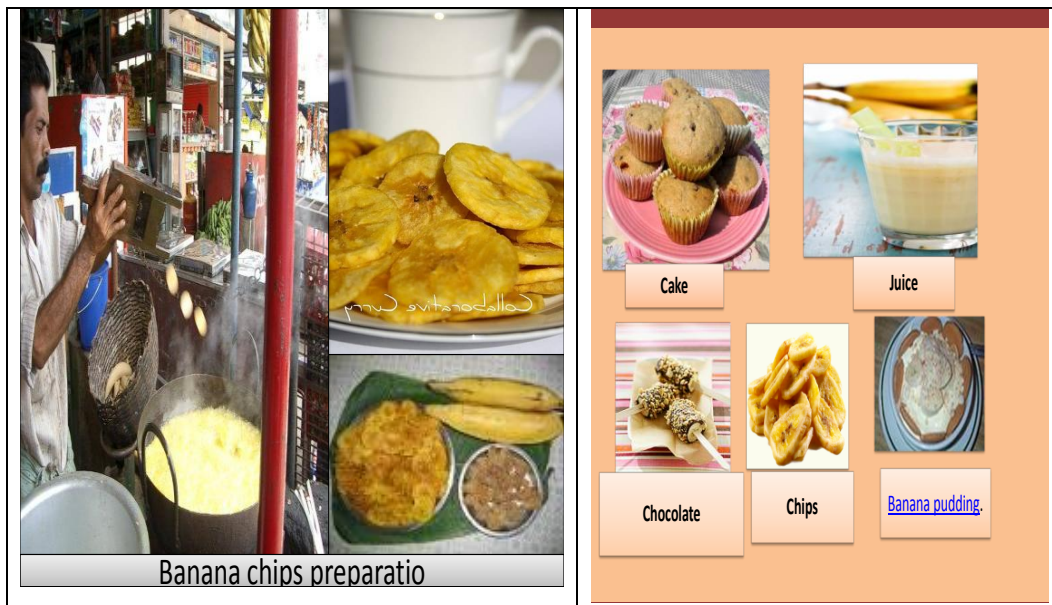 Collaborative Curry
Banana chips preparatio
Cake
Juice
Chocolate
Chips
Banana pudding.